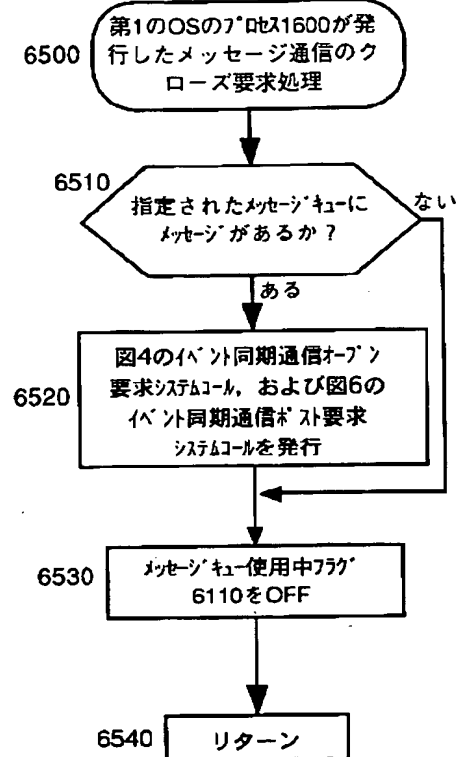 6500
第1のOSのﾌﾟﾛｾｽ1600が発
行したメッセージ通信のク
ローズ要求処理
6510
指定されたﾒｯｾｰｼﾞｷｭｰに
ﾒｯｾｰｼﾞがあるか？
ない
ある
6520
図4のｲﾍﾞﾝﾄ同期通信ｵｰﾌﾟﾝ
要求ｼｽﾃﾑｺｰﾙ，および図6の
ｲﾍﾞﾝﾄ同期通信ﾎﾟｽﾄ要求
ｼｽﾃﾑｺｰﾙを発行
6530
ﾒｯｾｰｼﾞｷｭｰ使用中ﾌﾗｸﾞ
6110をOFF
6540
リターン